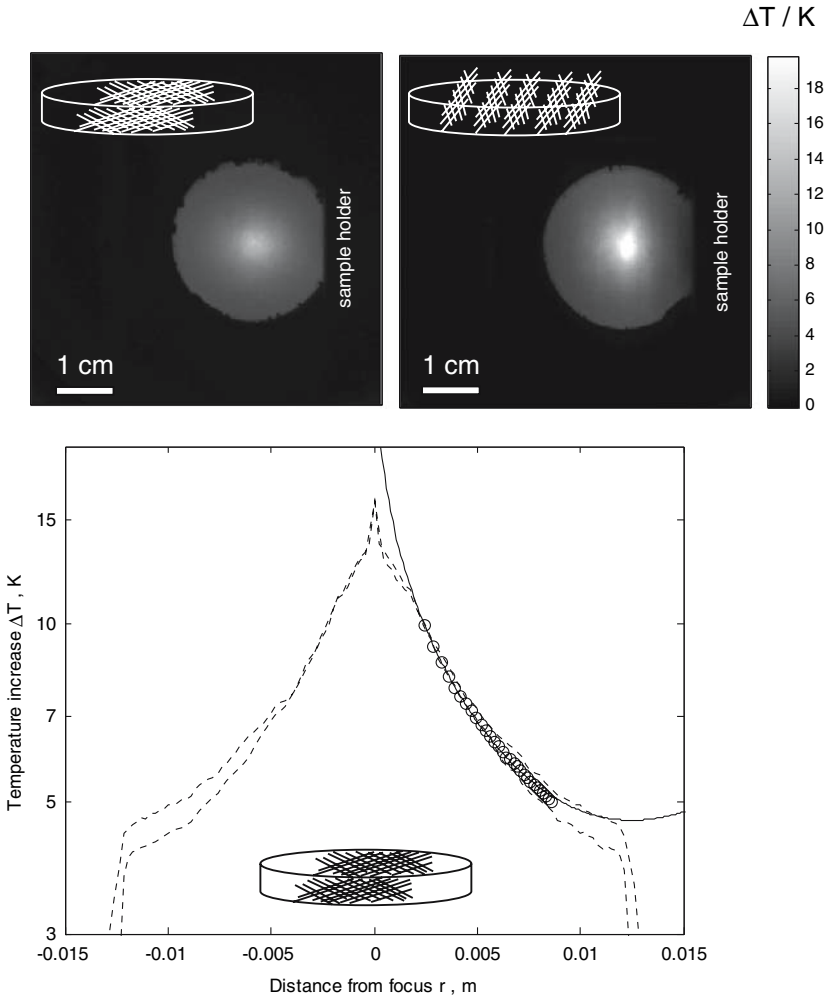 ΔT / K
18
16
14
12
10
8
6
4
2
0
sample holder
1 cm
sample holder
1 cm
Temperature increase ΔT , K
15
10
7
5
3
-0.015 -0.01 -0.005 0 0.005 0.01 0.015
Distance from focus r , m